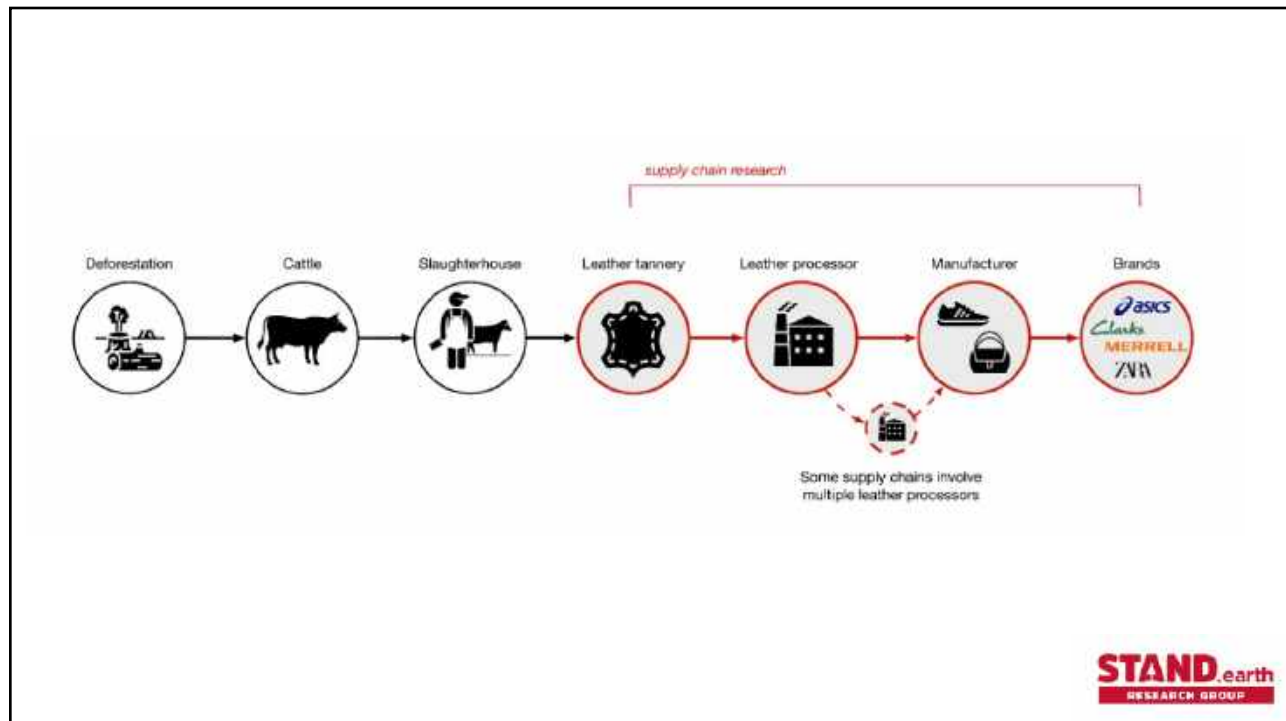 supply chain research
Deforestation
Cattle
Slaughterhouse
Leather tannery
Leather processor
Manufacturer
Brands
asics
Clarks
MERRELL
ZARA
Some supply chains involve
multiple leather processors
STAND.earth
RESEARCH GROUP